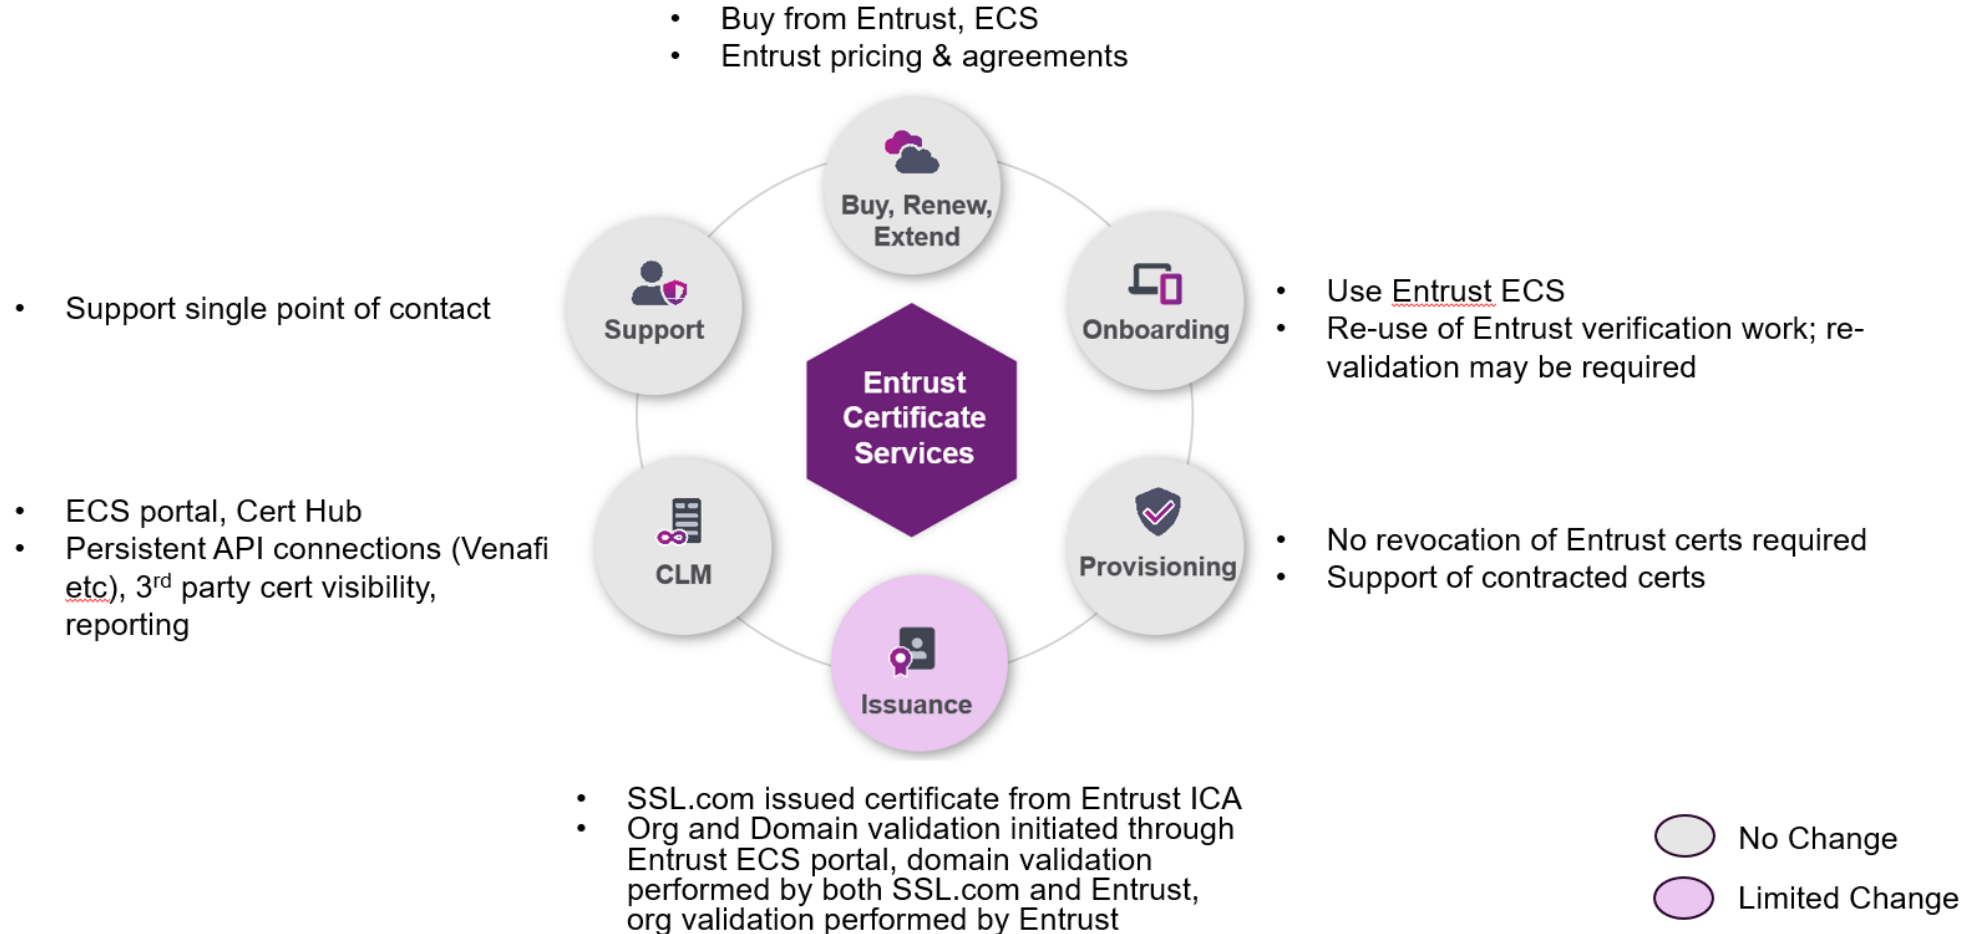 • Buy from Entrust, ECS
• Entrust pricing & agreements
Buy, Renew,
Extend
• Support single point of contact
Support
Onboarding
• Use Entrust ECS
• Re-use of Entrust verification work; re-
validation may be required
Entrust
Certificate
Services
• ECS portal, Cert Hub
• Persistent API connections (Venafi
etc), 3rd party cert visibility,
reporting
CLM
Provisioning
• No revocation of Entrust certs required
• Support of contracted certs
Issuance
• SSL.com issued certificate from Entrust ICA
• Org and Domain validation initiated through
Entrust ECS portal, domain validation
performed by both SSL.com and Entrust,
org validation performed by Entrust
No Change
Limited Change